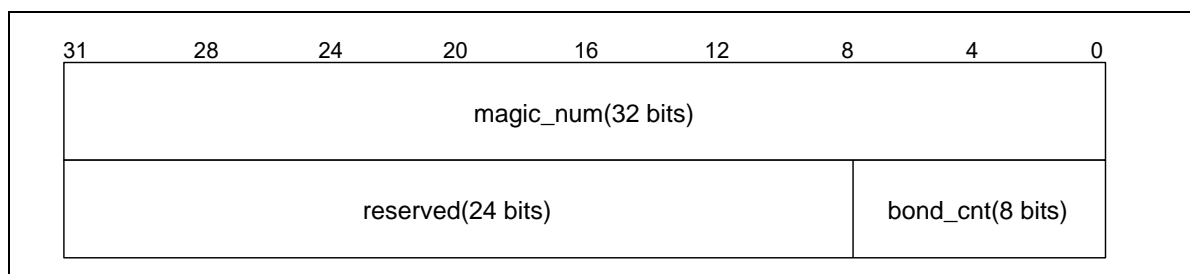 31 28 24 20 16 12 8 4 0
magic_num(32 bits)
reserved(24 bits) bond_cnt(8 bits)